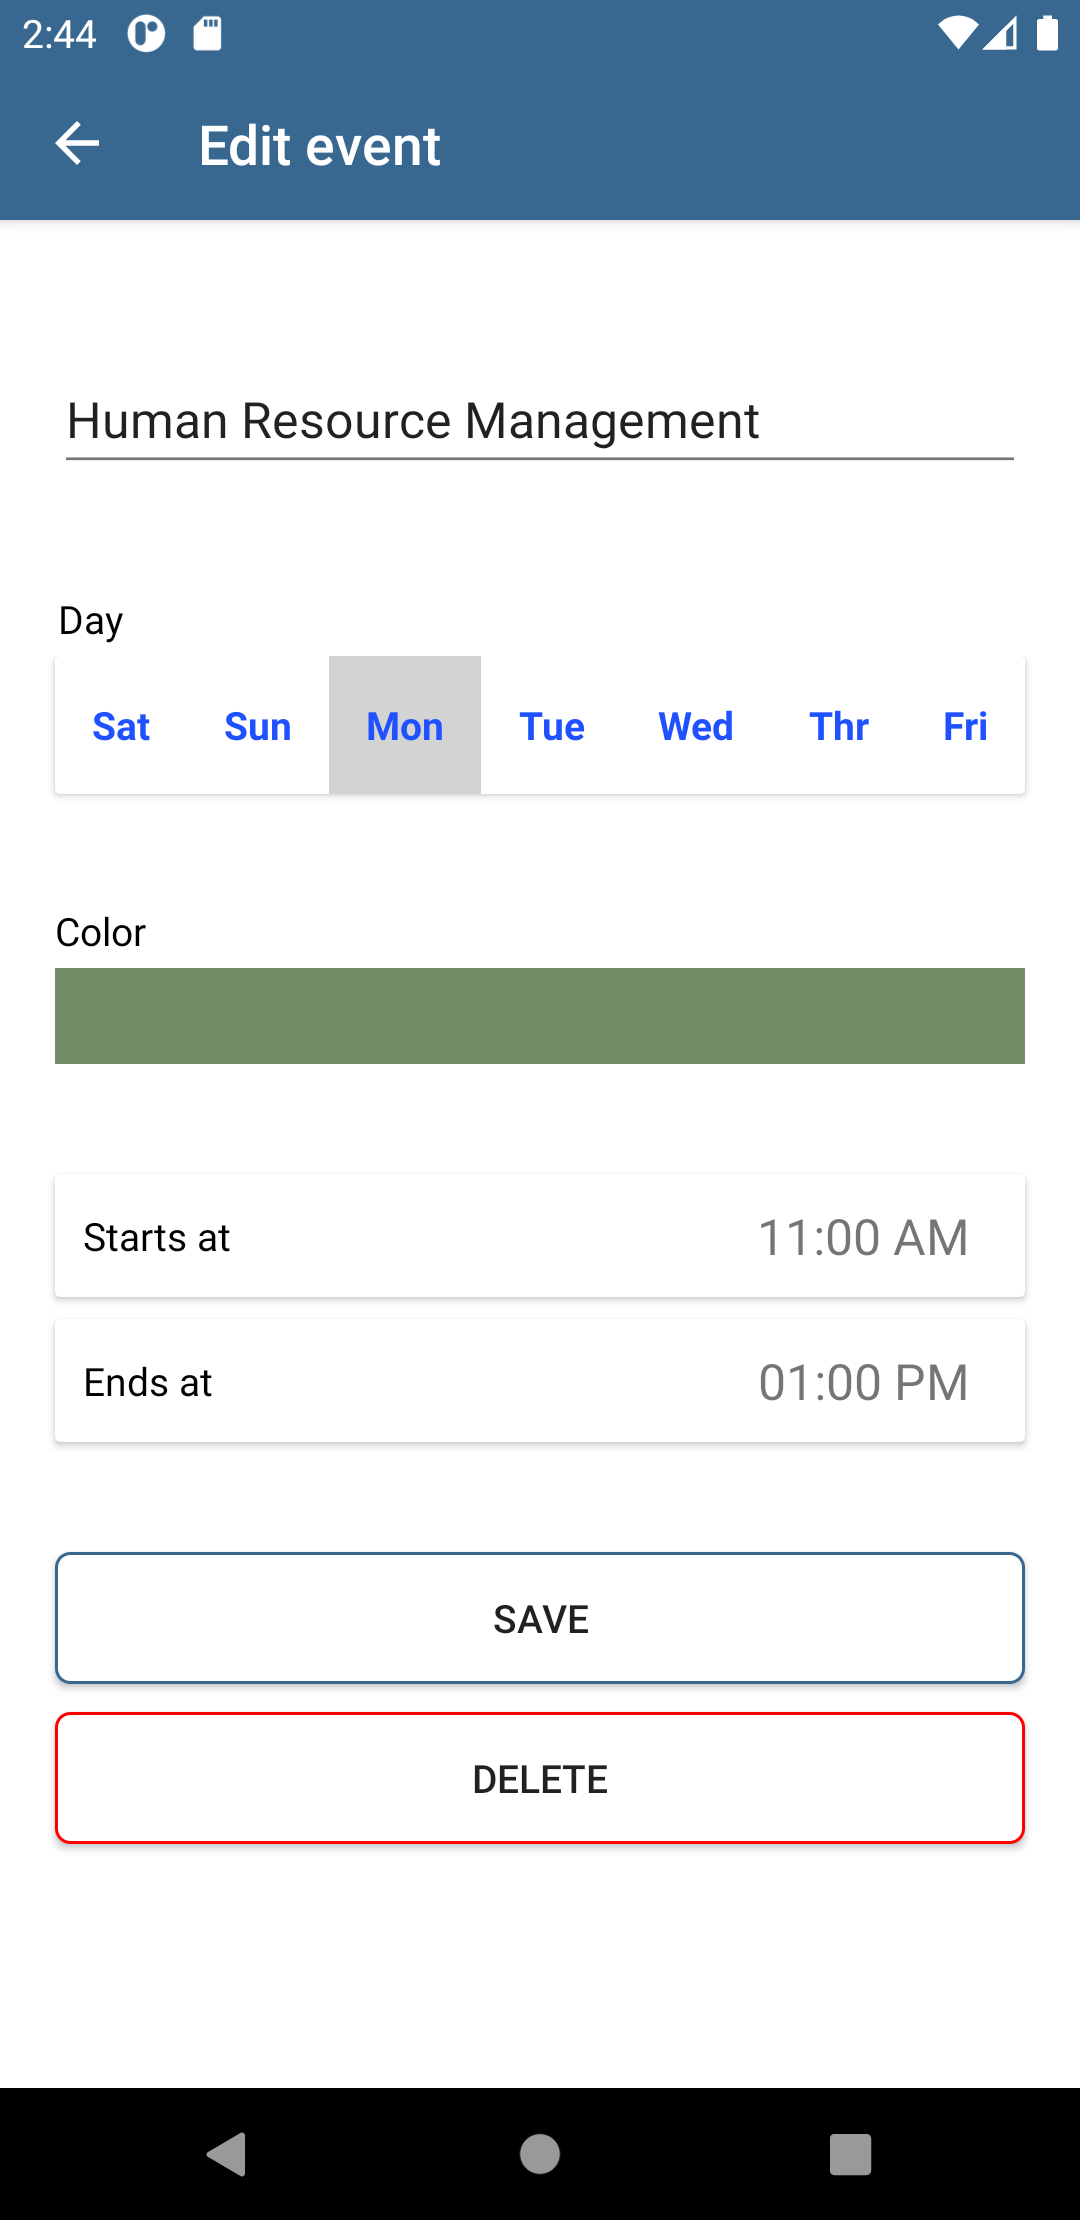 2:44
Edit event
Human Resource Management
Day
Sat Sun Mon Tue Wed Thr Fri
Color
Starts at 11:00 AM
Ends at 01:00 PM
SAVE
DELETE